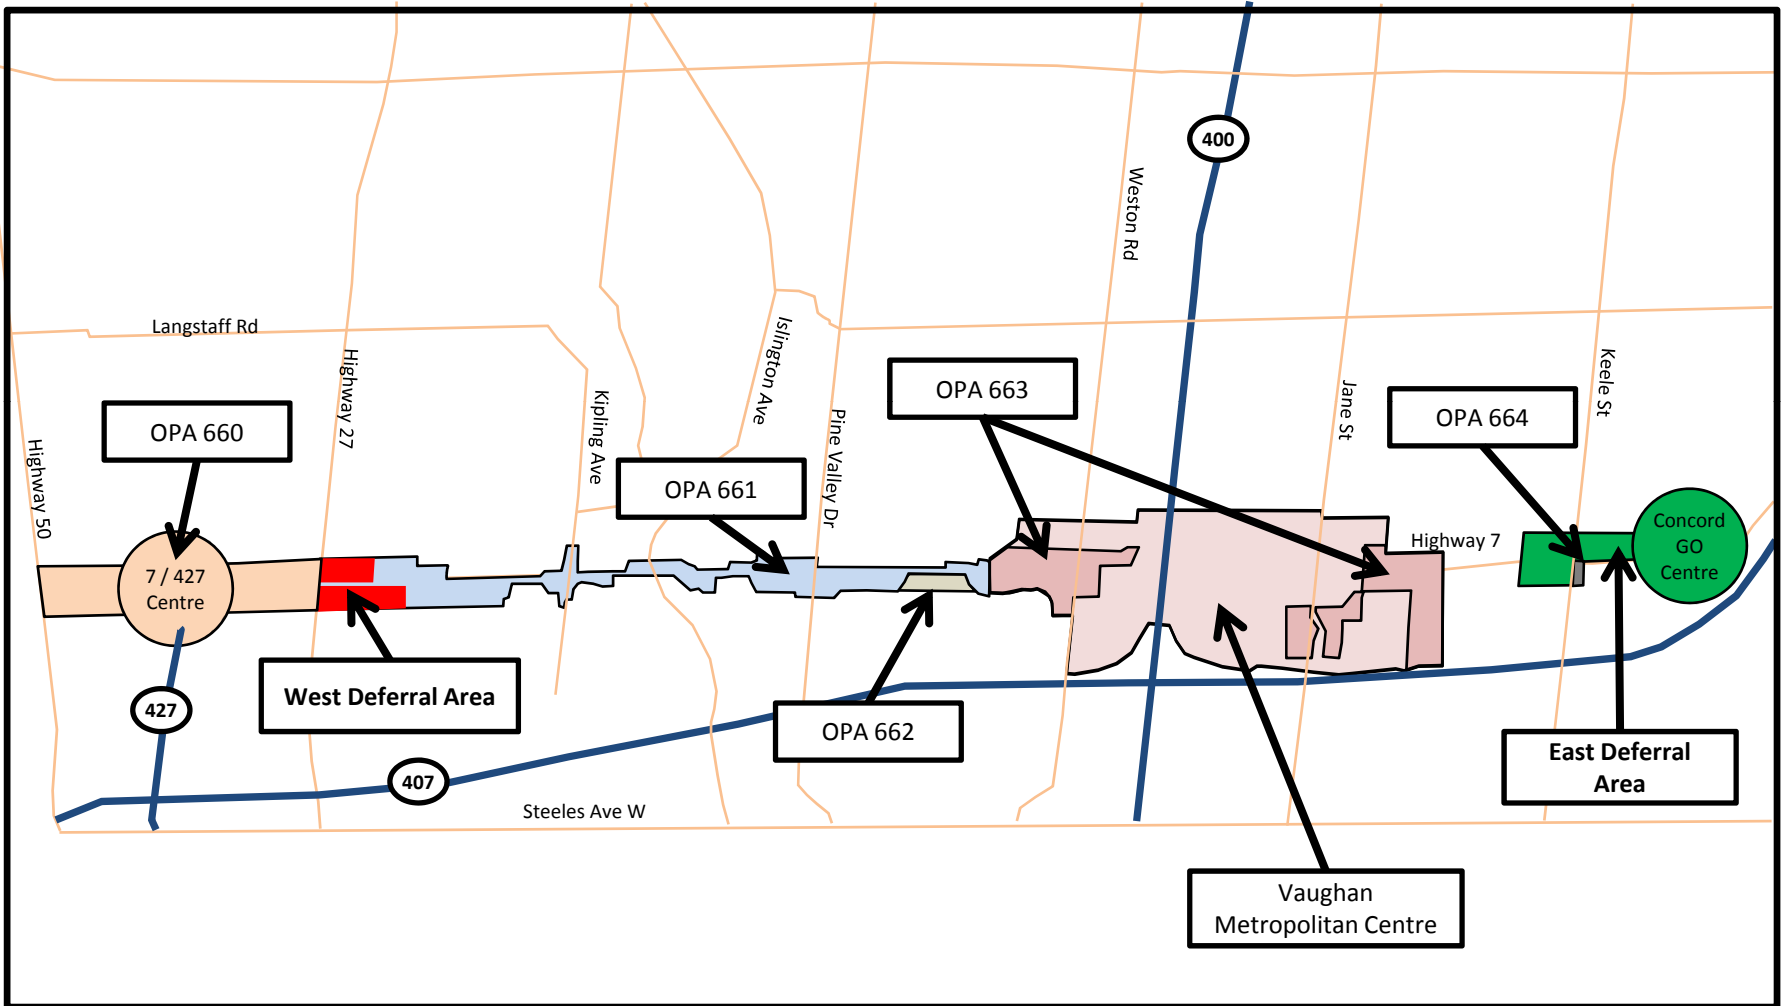 400
Weston Rd
Langstaff Rd
Highway 27
Islington Ave
Kipling Ave
Pine Valley Dr
Jane St
Keele St
Highway 50
OPA 660
OPA 661
OPA 663
OPA 664
Highway 7
Concord
GO
Centre
7 / 427
Centre
West Deferral Area
427
407
OPA 662
East Deferral
Area
Steeles Ave W
Vaughan
Metropolitan Centre